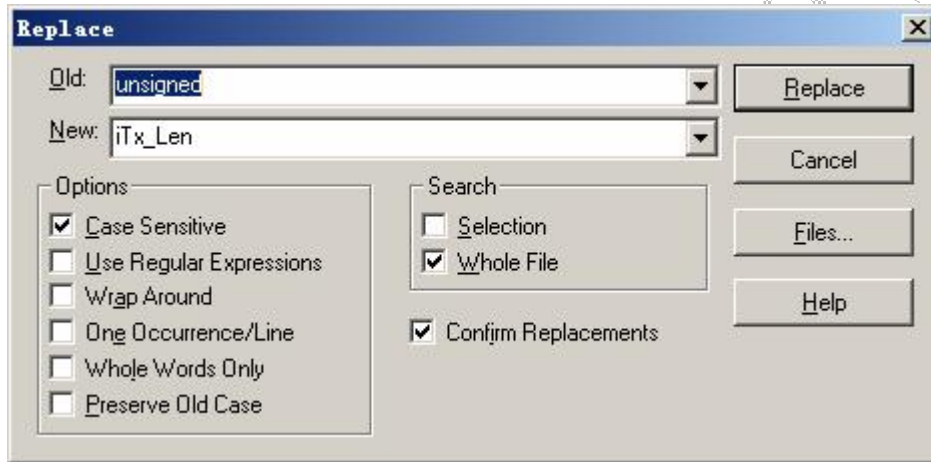 Replace
Old: unsigned
New: iTx_Len
Replace
Cancel
Files...
Help
Options
Case Sensitive
Use Regular Expressions
Wrap Around
One Occurrence/Line
Whole Words Only
Preserve Old Case
Search
Selection
Whole File
Confirm Replacements